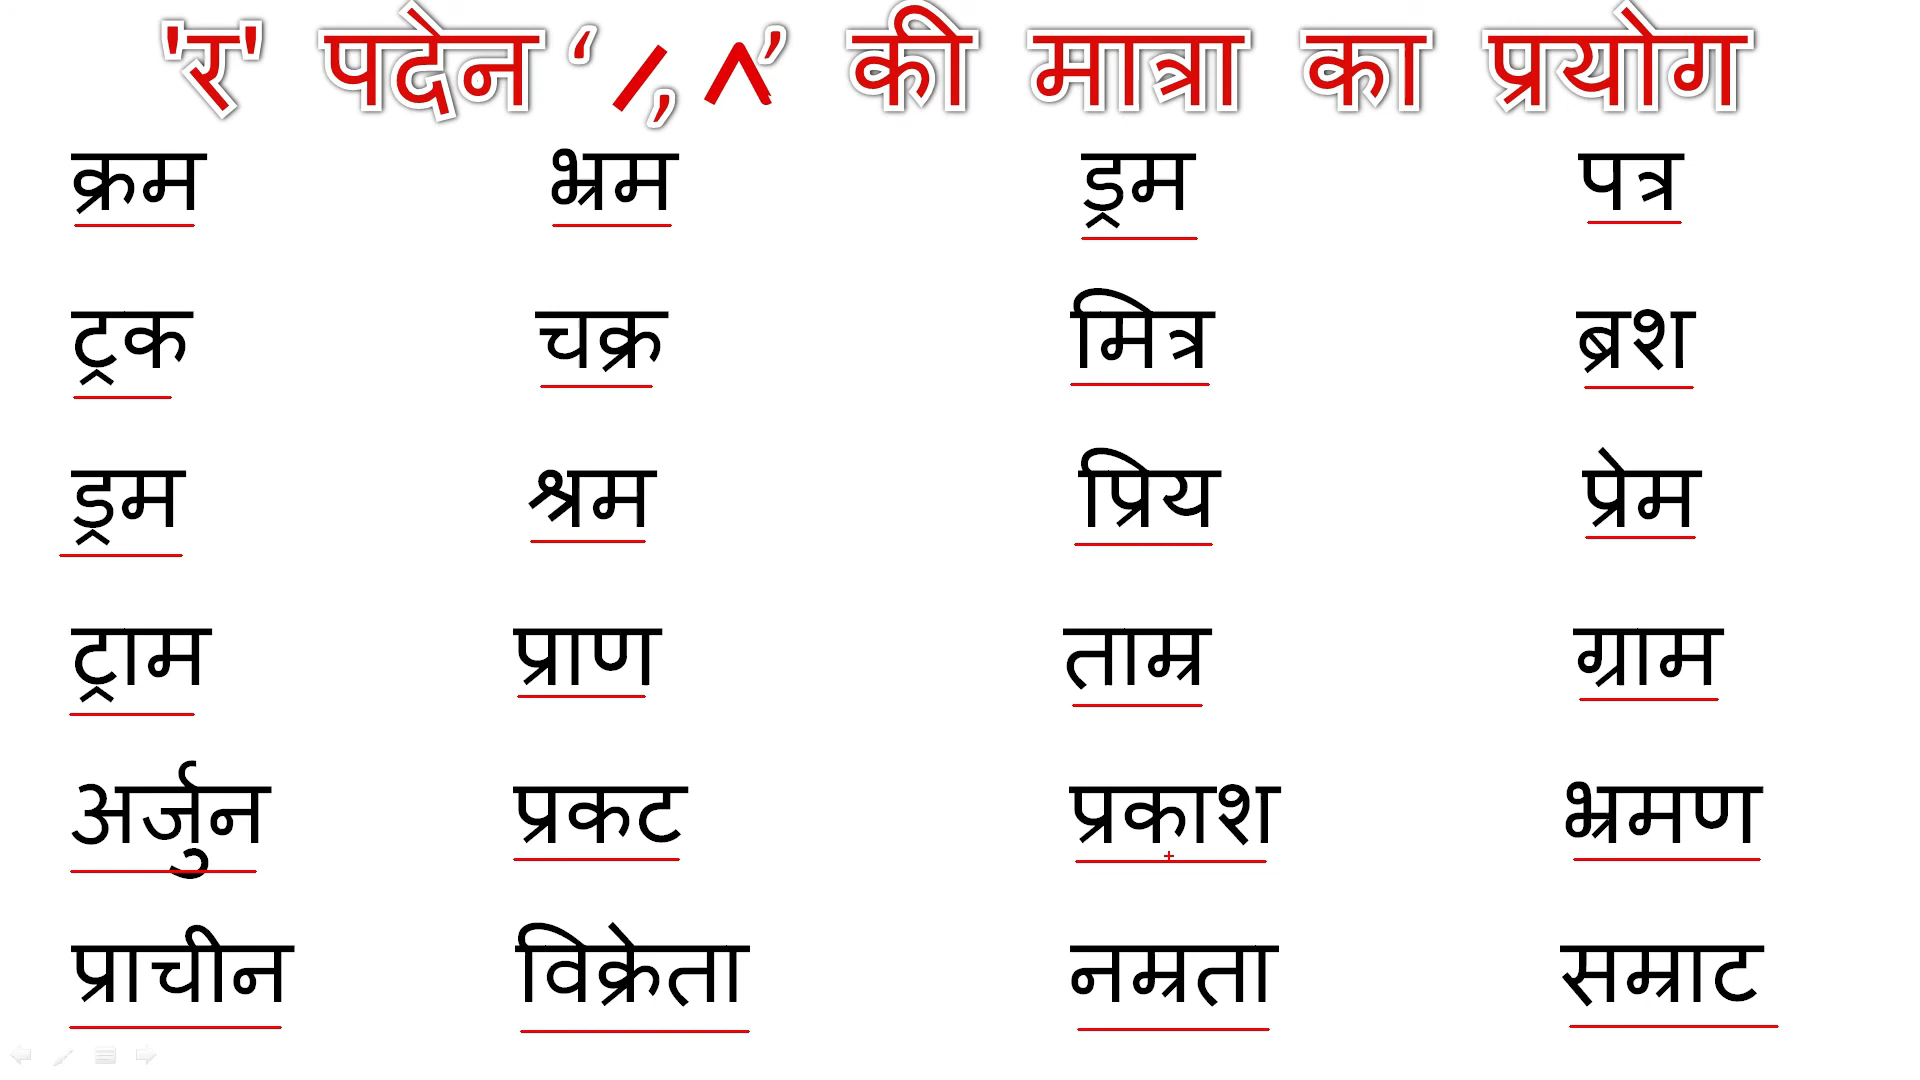 'र' पदेन ‘ ⸝, ^’ की मात्रा का प्रयोग
क्रम भ्रम ड्रम पत्र
ट्रक चक्र मित्र ब्रश
ड्रम श्रम प्रिय प्रेम
ट्राम प्राण ताम्र ग्राम
अर्जुन प्रकट प्रकाश भ्रमण
प्राचीन विक्रेता नम्रता सम्राट